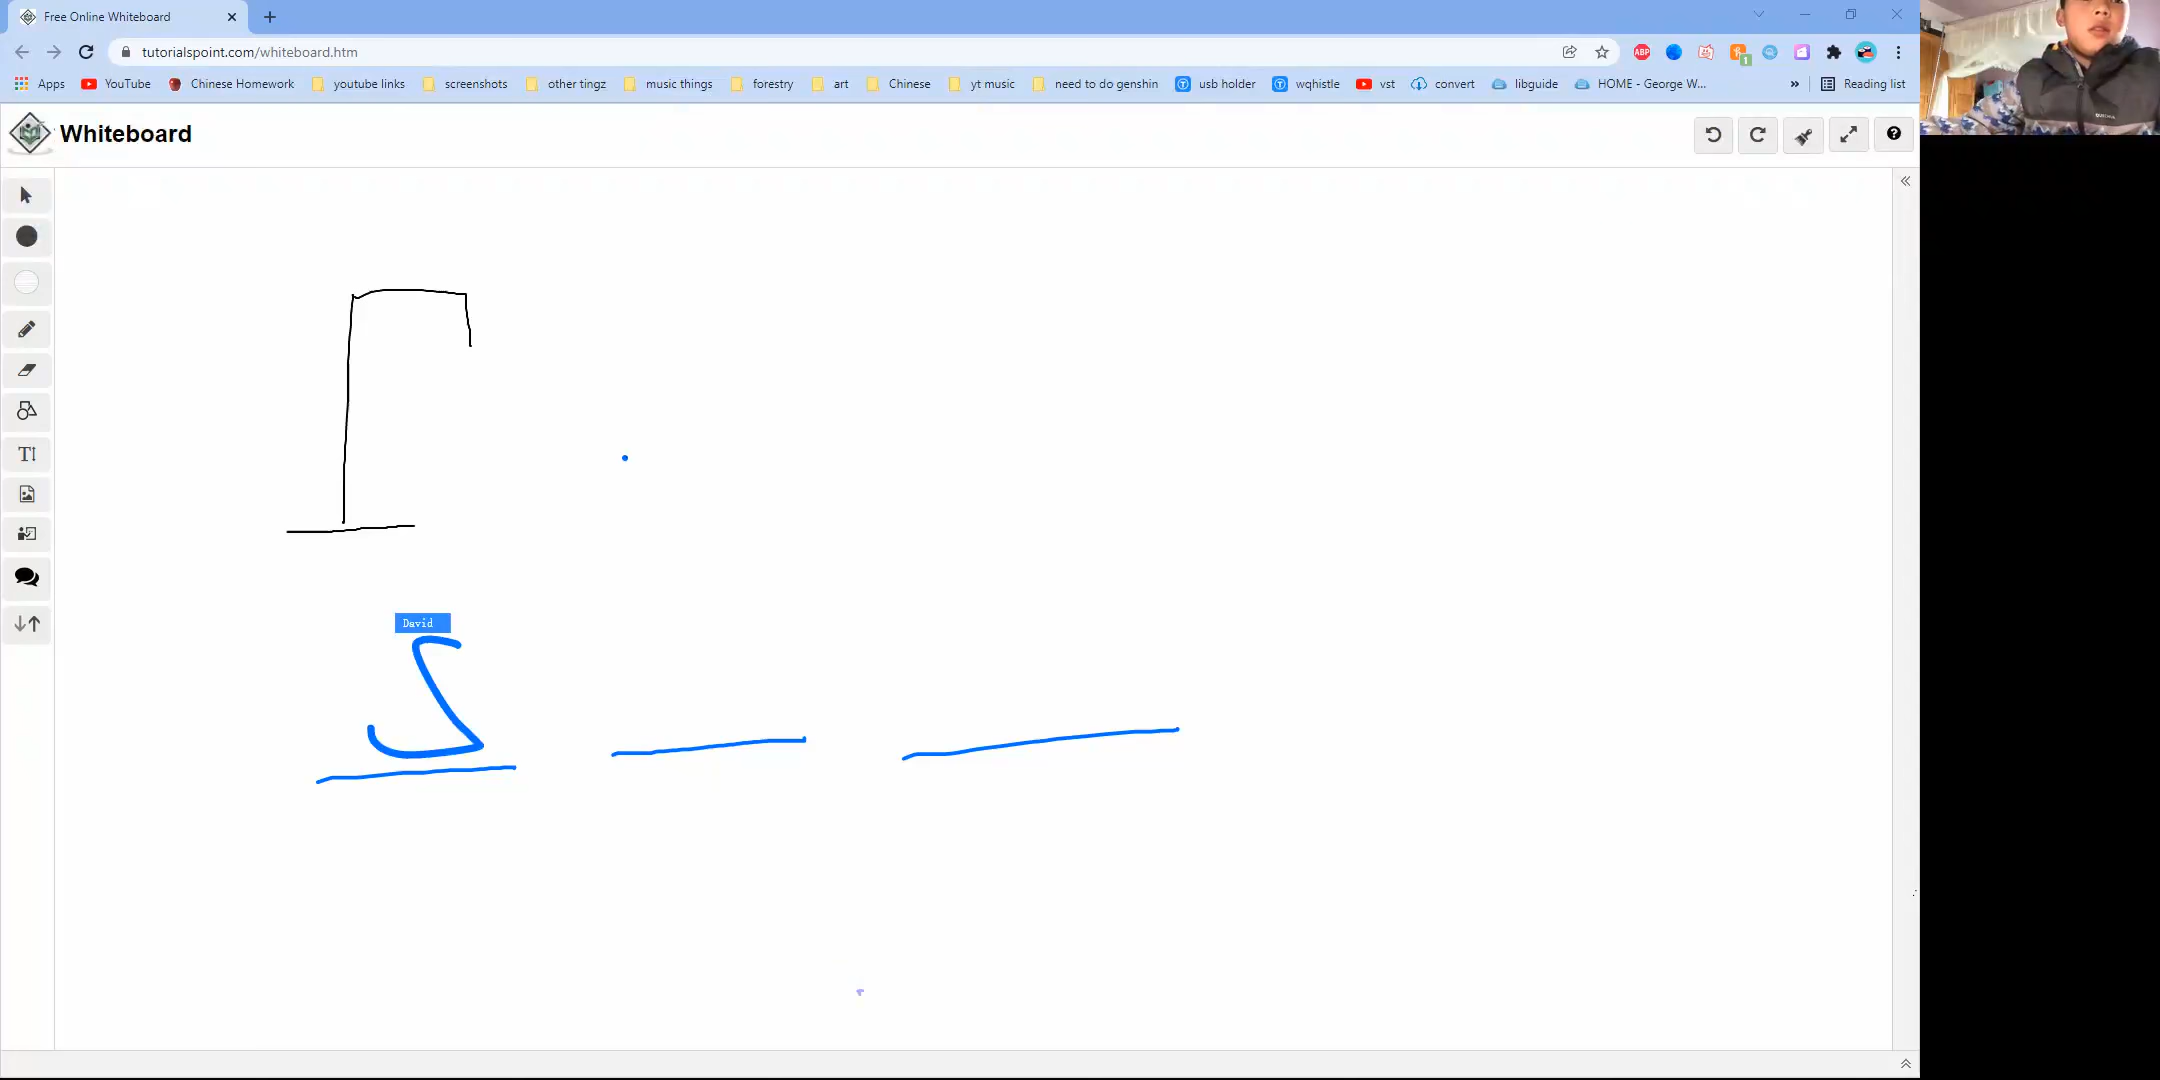 Free Online Whiteboard
tutorialspoint.com/whiteboard.htm
ABP
1
Apps YouTube Chinese Homework youtube links screenshots other tingz music things forestry art Chinese yt music need to do genshin usb holder wqhistle vst convert libguide HOME - George W... » Reading list
Whiteboard
David
S